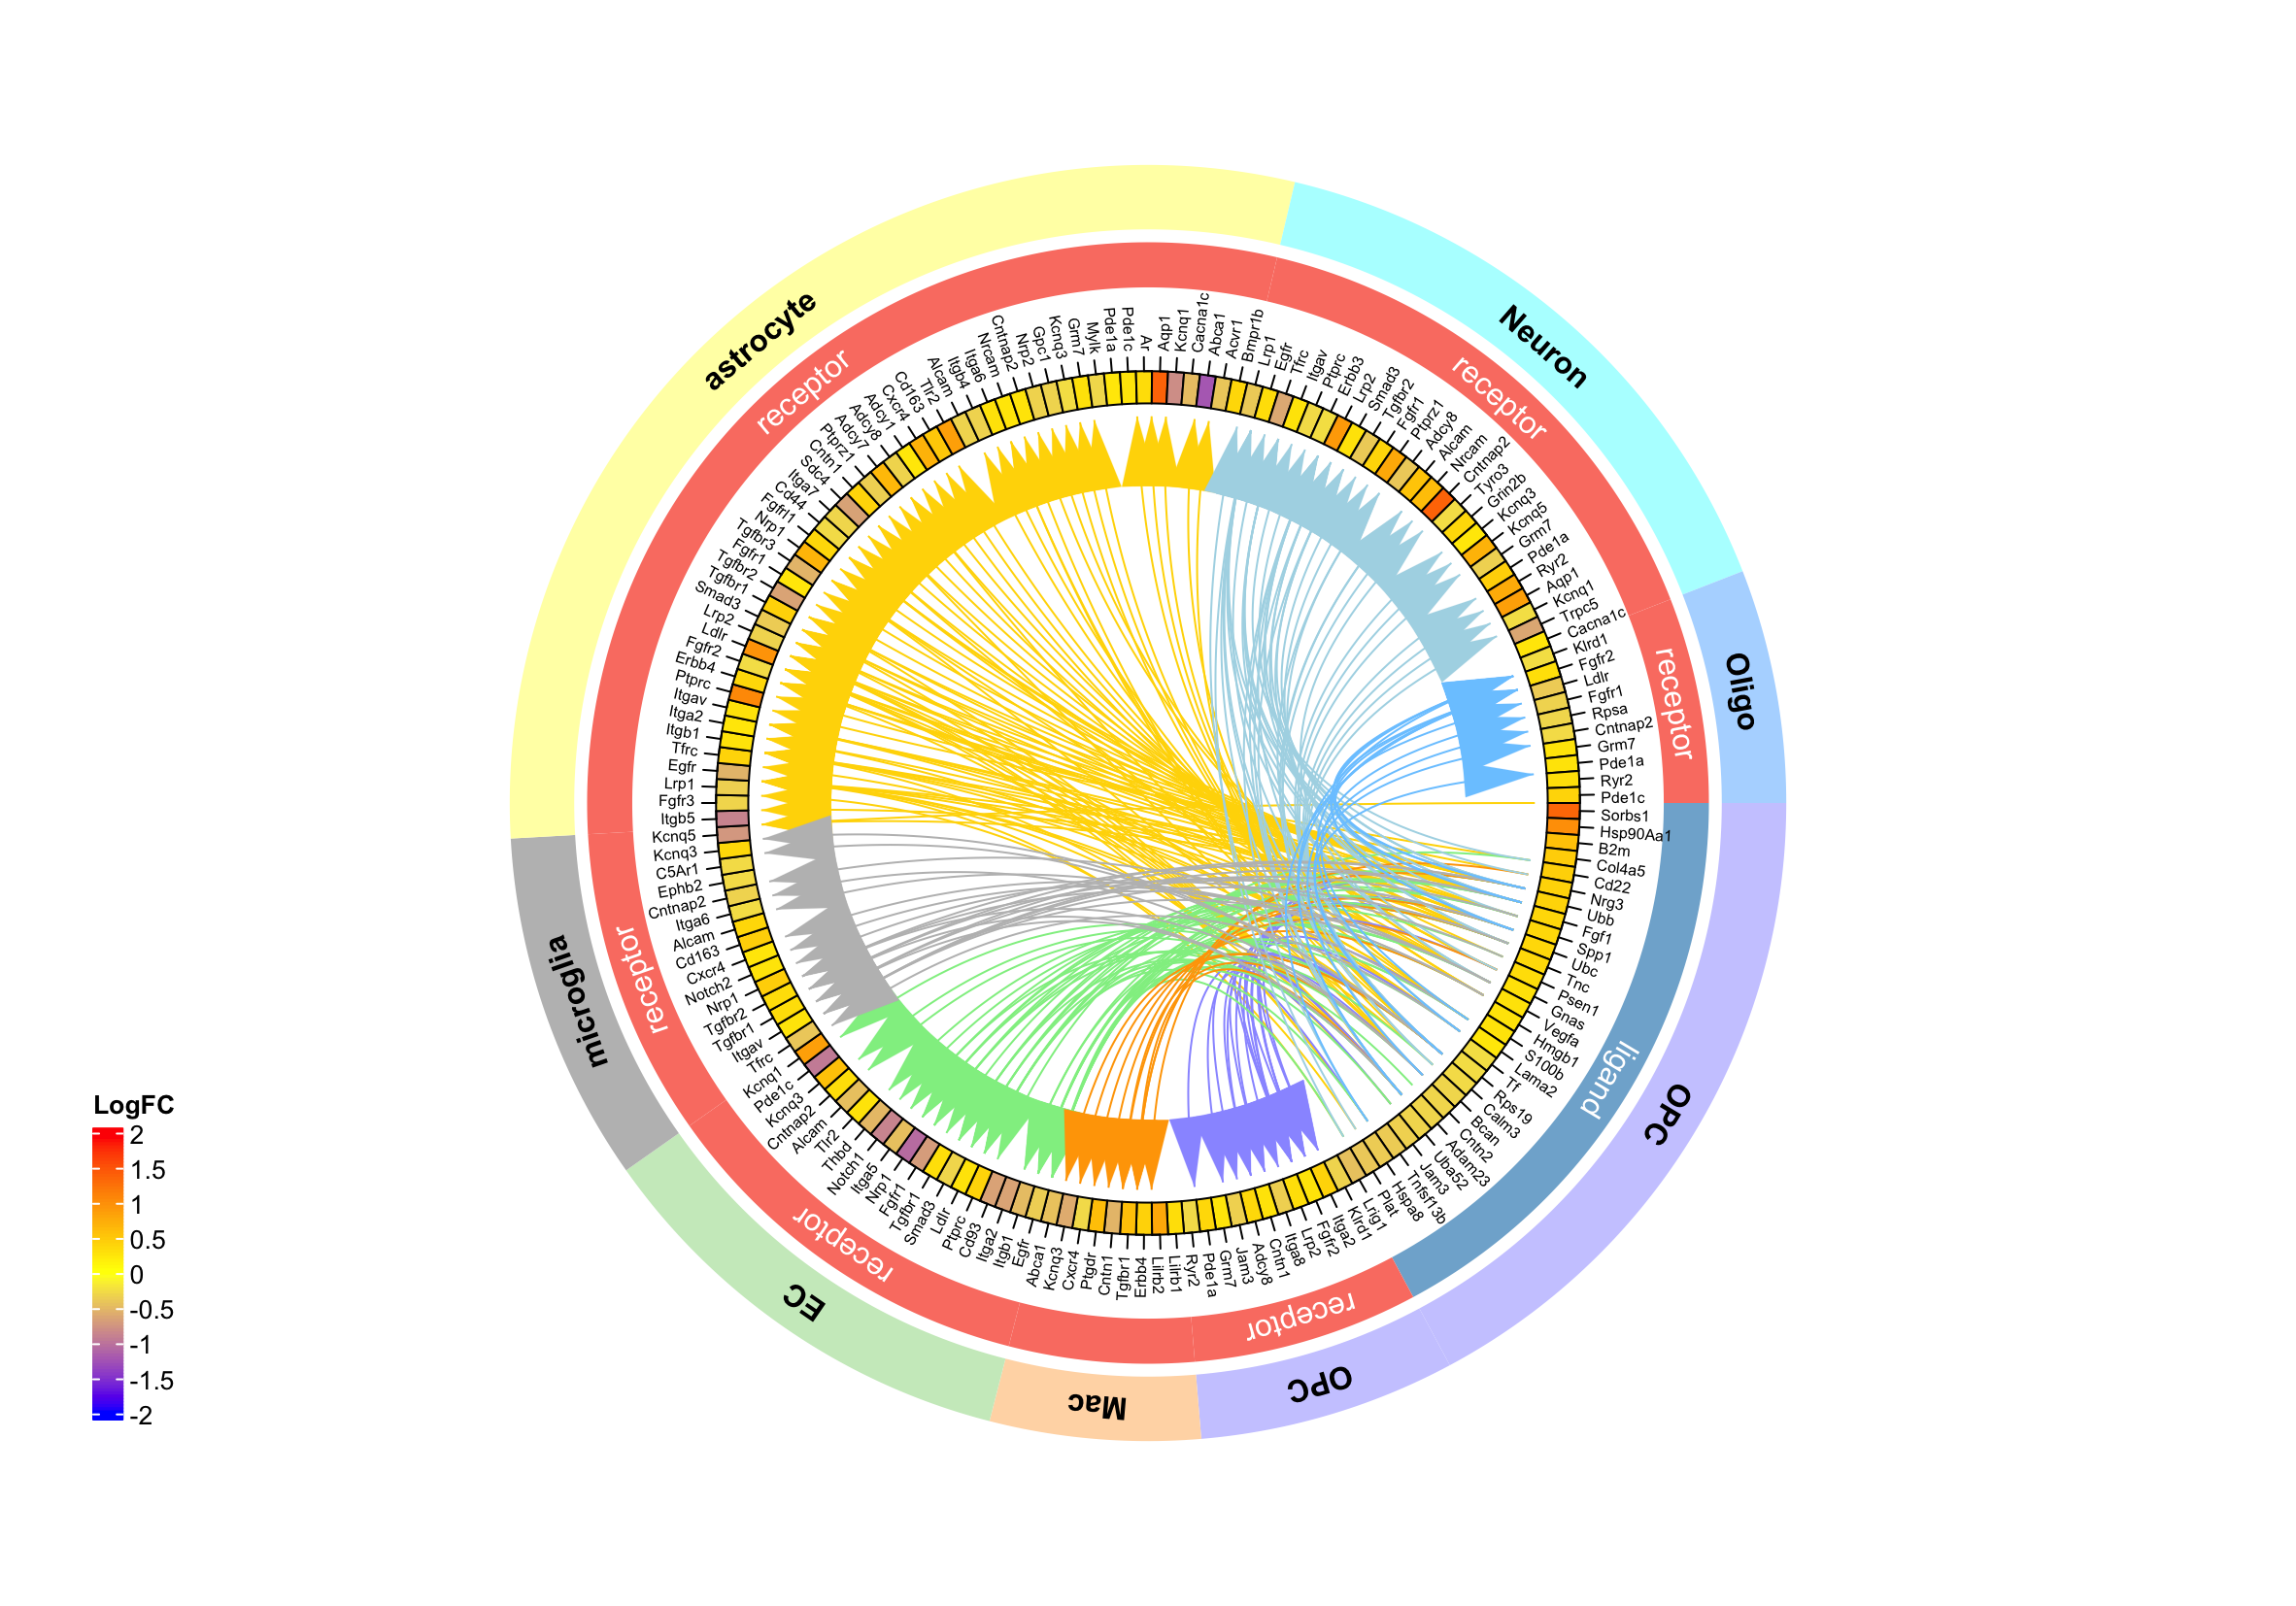 astrocyte
Neuron
Oligo
OPC
OPC
Mac
EC
microglia
receptor
receptor
receptor
ligand
receptor
receptor
receptor
Ar
Aqp1
Kcnq1
Cacna1c
Abca1
Acvr1
Bmpr1b
Lrp1
Egfr
Tfrc
Itgav
Ptprc
Erbb3
Lrp2
Smad3
Tgfbr2
Fgfr1
Ptprz1
Adcy8
Alcam
Nrcam
Cntnap2
Tyro3
Grin2b
Kcnq3
Kcnq5
Grm7
Pde1a
Ryr2
Aqp1
Kcnq1
Trpc5
Cacna1c
Klrd1
Fgfr2
Ldlr
Fgfr1
Rpsa
Cntnap2
Grm7
Pde1a
Ryr2
Pde1c
Sorbs1
Hsp90Aa1
B2m
Col4a5
Cd22
Nrg3
Ubb
Fgf1
Spp1
Ubc
Tnc
Psen1
Gnas
Vegfa
Hmgb1
S100b
Lama2
Tf
Rps19
Calm3
Bcan
Cntn2
Adam23
Uba52
Jam3
Tnfsf13b
Hspa8
Plat
Lrig1
Klrd1
Itga2
Fgfr2
Lrp2
Itga8
Cntn1
Adcy8
Jam3
Grm7
Pde1a
Ryr2
Lilrb1
Lilrb2
Erbb4
Tgfbr1
Cntn1
Ptgdr
Cxcr4
Kcnq3
Abca1
Egfr
Itgb1
Itga2
Cd93
Ptprc
Ldlr
Smad3
Tgfbr1
Fgfr1
Nrp1
Itga5
Notch1
Thbd
Tlr2
Alcam
Cntnap2
Kcnq3
Pde1c
Kcnq1
Tfrc
Itgav
Tgfbr1
Tgfbr2
Nrp1
Notch2
Cxcr4
Cd163
Alcam
Itga6
Cntnap2
Ephb2
C5Ar1
Kcnq3
Kcnq5
Itgb5
Fgfr3
Lrp1
Egfr
Tfrc
Itgb1
Itga2
Itgav
Ptprc
Erbb4
Fgfr2
Ldlr
Lrp2
Smad3
Tgfbr1
Tgfbr2
Fgfr1
Tgfbr3
Nrp1
Fgfrl1
Cd44
Itga7
Sdc4
Cntn1
Ptprz1
Adcy7
Adcy8
Adcy1
Cxcr4
Cd163
Tlr2
Alcam
Itgb4
Itga6
Nrcam
Cntnap2
Nrp2
Gpc1
Kcnq3
Grm7
Mylk
Pde1a
Pde1c
LogFC
2
1.5
1
0.5
0
-0.5
-1
-1.5
-2